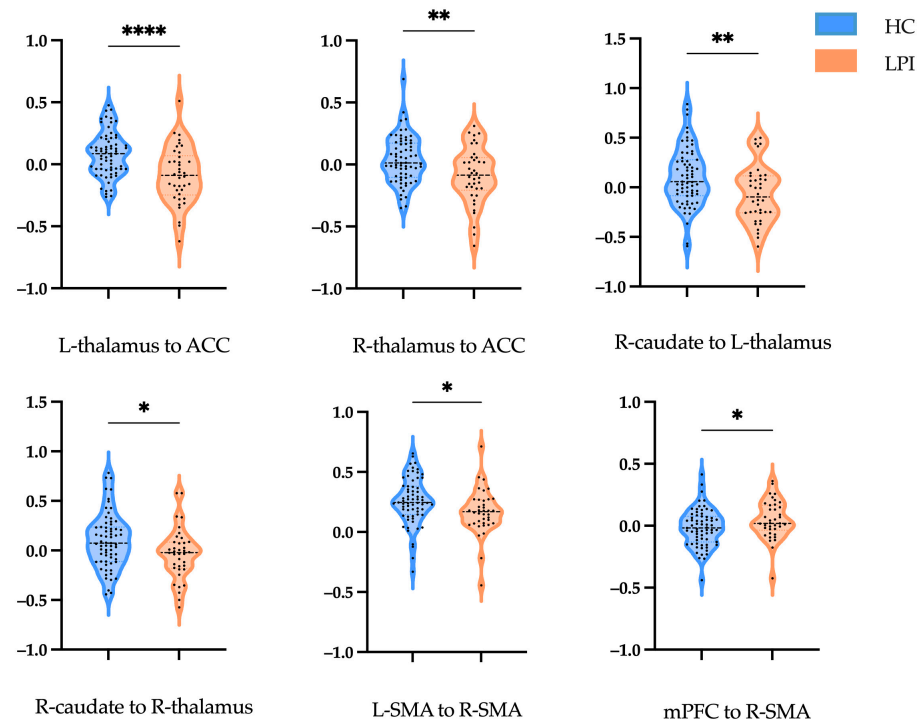 **** ** ** HC
LPI
1.0 1.0 1.5
0.5 0.5 1.0
0.0 0.0 0.5
−0.5 −0.5 0.0
−1.0 −1.0 −0.5
−1.0
L-thalamus to ACC R-thalamus to ACC R-caudate to L-thalamus
* * *
1.5 1.0 1.0
1.0 0.5 0.5
0.5 0.0 0.0
0.0 −0.5 −0.5
−0.5 −1.0 −1.0
−1.0
R-caudate to R-thalamus L-SMA to R-SMA mPFC to R-SMA